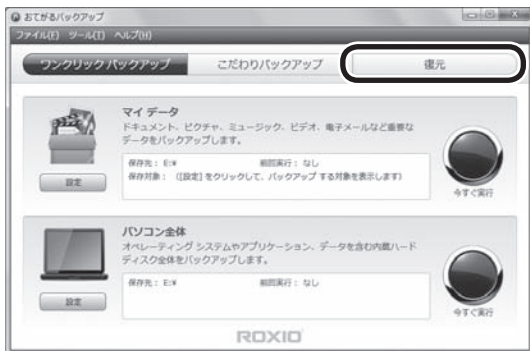 おてがるバックアップ
ファイル(F) ツール(T) ヘルプ(H)
ワンクリック バックアップ こだわりバックアップ 復元
マイ データ
ドキュメント、ピクチャ、ミュージック、ビデオ、電子メールなど重要な
データをバックアップします。
保存先： E:¥ 前回実行： なし
保存対象： （[設定] をクリックして、バックアップ する対象を表示します）
設定
今すぐ実行
パソコン全体
オペレーティング システムやアプリケーション、データを含む内蔵ハード
ディスク全体をバックアップします。
保存先： E:¥ 前回実行： なし
設定
今すぐ実行
ROXIO